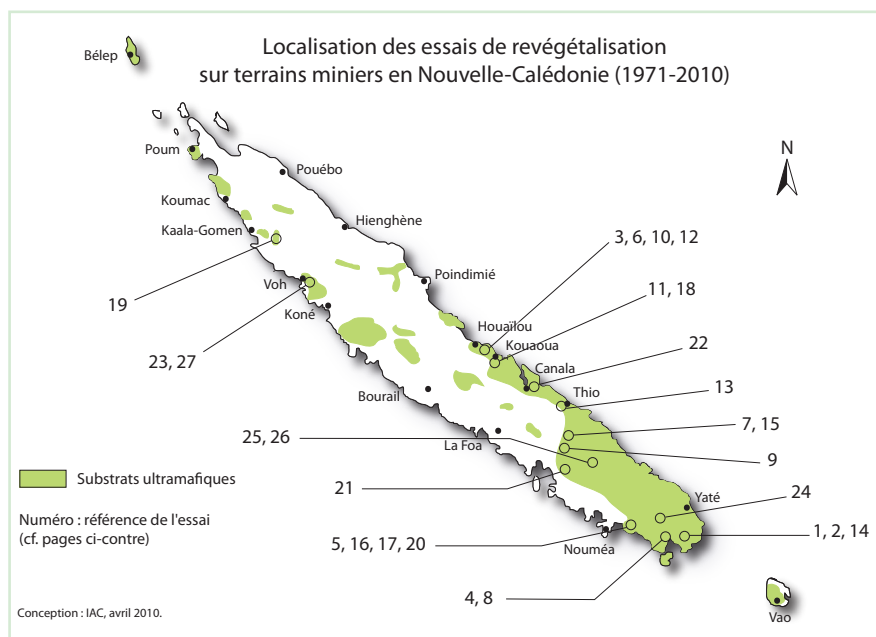 Localisation des essais de revégétalisation
sur terrains miniers en Nouvelle-Calédonie (1971-2010)
Bélep
N
Poum
Pouébo
Koumac
Kaala-Gomen
Hienghène
3, 6, 10, 12
19
Voh
Poindimié
11, 18
Koné
Houaïlou
Kouaoua
22
23, 27
Canala
13
Bourail
Thio
7, 15
25, 26
La Foa
9
Substrats ultramafiques
21
Yaté
24
Numéro : référence de l'essai
(cf. pages ci-contre)
5, 16, 17, 20
Nouméa
1, 2, 14
4, 8
Conception : IAC, avril 2010.
Vao